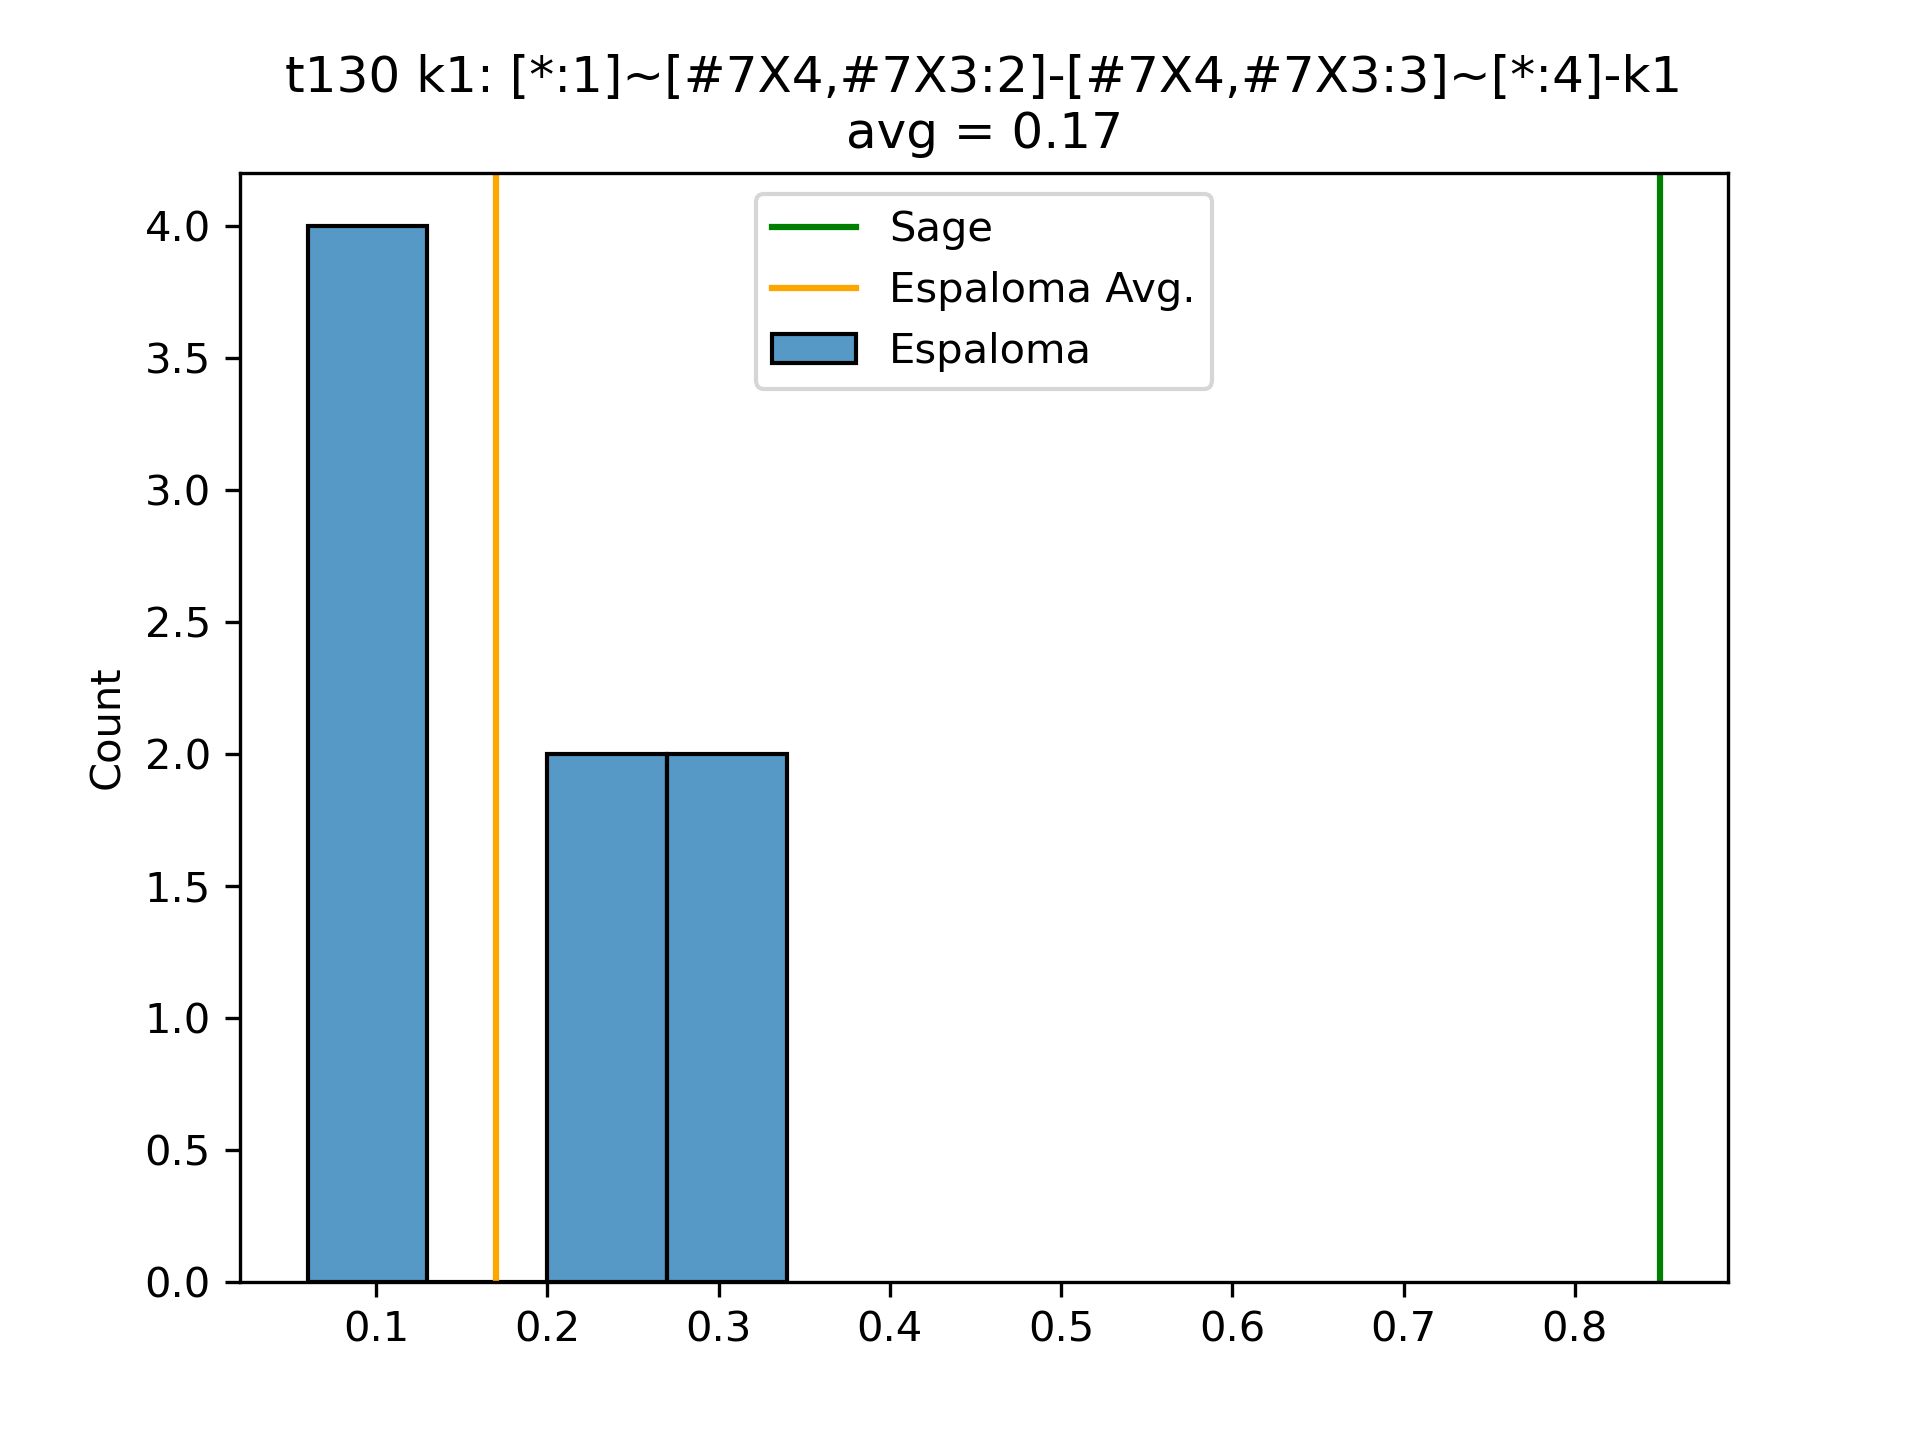 t130 k1: [*:1]~[#7X4,#7X3:2]-[#7X4,#7X3:3]~[*:4]-k1
avg = 0.17
Sage
Espaloma Avg.
Espaloma
Count
4.0
3.5
3.0
2.5
2.0
1.5
1.0
0.5
0.0
0.1 0.2 0.3 0.4 0.5 0.6 0.7 0.8